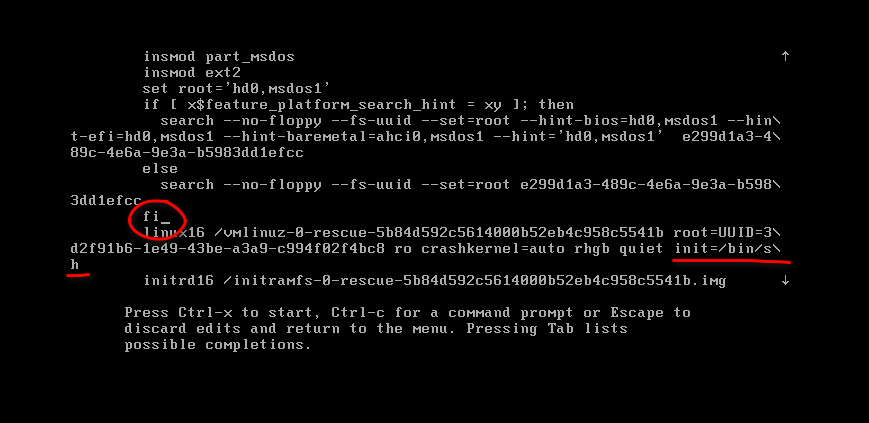 insmod part_msdos ↑
insmod ext2
set root='hd0,msdos1'
if [ x$feature_platform_search_hint = xy ]; then
search --no-floppy --fs-uuid --set=root --hint-bios=hd0,msdos1 --hin\
t-efi=hd0,msdos1 --hint-baremetal=ahci0,msdos1 --hint='hd0,msdos1'  e299d1a3-4\
89c-4e6a-9e3a-b5983dd1efcc
else
search --no-floppy --fs-uuid --set=root e299d1a3-489c-4e6a-9e3a-b598\
3dd1efcc
fi_
linux16 /vmlinuz-0-rescue-5b84d592c5614000b52eb4c958c5541b root=UUID=3\
d2f91b6-1e49-43be-a3a9-c994f02f4bc8 ro crashkernel=auto rhgb quiet init=/bin/s\
h
initrd16 /initramfs-0-rescue-5b84d592c5614000b52eb4c958c5541b.img ↓
Press Ctrl-x to start, Ctrl-c for a command prompt or Escape to
discard edits and return to the menu. Pressing Tab lists
possible completions.